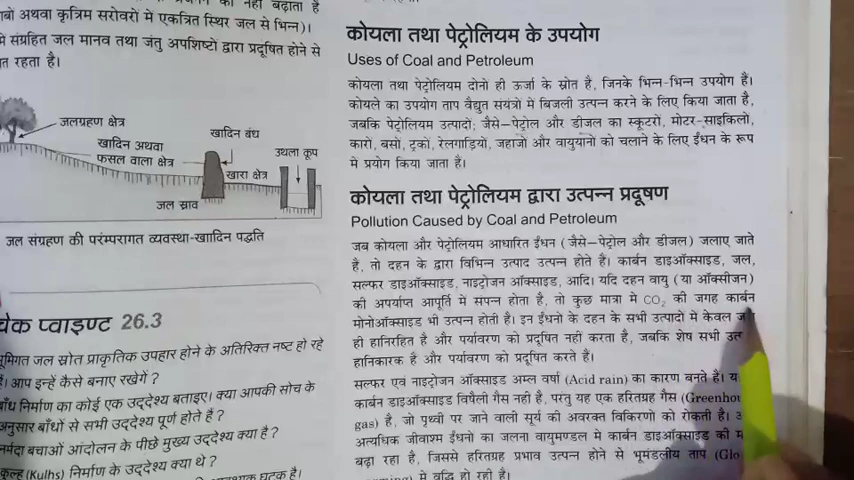 को नहीं बढ़ाता है
अथवा कृत्रिम सरोवरों में एकत्रित स्थिर जल से भिन्न)।
संग्रहित जल मानव तथा जंतु अपशिष्टों द्वारा प्रदूषित होने से
रहता है।
जलग्रहण क्षेत्र
खादिन बंध
खादिन अथवा
फसल वाला क्षेत्र
उथला कूप
खारा क्षेत्र
जल स्राव
जल संग्रहण की परंम्परागत व्यवस्था-खाादिन पद्धति
चेक प्वाइण्ट 26.3
भूमिगत जल स्रोत प्राकृतिक उपहार होने के अतिरिक्त नष्ट हो रहे
हैं। आप इन्हें कैसे बनाए रखेगें ?
बाँध निर्माण का कोई एक उद्देश्य बताइए। क्या आपकी सोच के
अनुसार बाँधों से सभी उद्देश्य पूर्ण होते हैं ?
नर्मदा बचाओं आंदोलन के पीछे मुख्य उद्देश्य क्या है ?
कुल्ह (Kulhs) निर्माण के उद्देश्य क्या थे ?
घटक है।
कोयला तथा पेट्रोलियम के उपयोग
Uses of Coal and Petroleum
कोयला तथा पेट्रोलियम दोनो ही ऊर्जा के स्रोत है, जिनके भिन्न-भिन्न उपयोग हैं।
कोयले का उपयोग ताप वैद्युत संयंत्रो में बिजली उत्पन्न करने के लिए किया जाता है,
जबकि पेट्रोलियम उत्पादों; जैसे–पेट्रोल और डीजल का स्कूटरों, मोटर-साइकिलो,
कारों, बसों, ट्रकों, रेलगाड़ियों, जहाजों और वायुयानों को चलाने के लिए ईंधन के रूप
में प्रयोग किया जाता है।
कोयला तथा पेट्रोलियम द्वारा उत्पन्न प्रदूषण
Pollution Caused by Coal and Petroleum
जब कोयला और पेट्रोलियम आधारित ईंधन (जैसे–पेट्रोल और डीजल) जलाए जाते
है, तो दहन के द्वारा विभिन्न उत्पाद उत्पन्न होते हैं। कार्बन डाइऑक्साइड, जल,
सल्फर डाइऑक्साइड, नाइट्रोजन ऑक्साइड, आदि। यदि दहन वायु (या ऑक्सीजन)
की अपर्याप्त आपूर्ति में संपन्न होता है, तो कुछ मात्रा में CO₂ की जगह कार्बन
मोनोऑक्साइड भी उत्पन्न होती है। इन ईंधनो के दहन के सभी उत्पादो में केवल
ही हानिरहित है और पर्यावरण को प्रदूषित नहीं करता है, जबकि शेष सभी
हानिकारक है और पर्यावरण को प्रदूषित करते हैं।
सल्फर एवं नाइट्रोजन ऑक्साइड अम्ल वर्षा (Acid rain) का कारण बनते है।
कार्बन डाइऑक्साइड विषैली गैस नहीं है, परंतु यह एक हरितग्रह गैस
gas) है, जो पृथ्वी पर जाने वाली सूर्य की अवरक्त विकिरणो को रोकती है।
अत्यधिक जीवाश्म ईंधनो का जलना वायुमण्डल मे कार्बन डाइऑक्साइड की
बढ़ा रहा है, जिससे हरितग्रह प्रभाव उत्पन्न होने से भूमंडलीय ताप
में वृद्धि हो रही है।